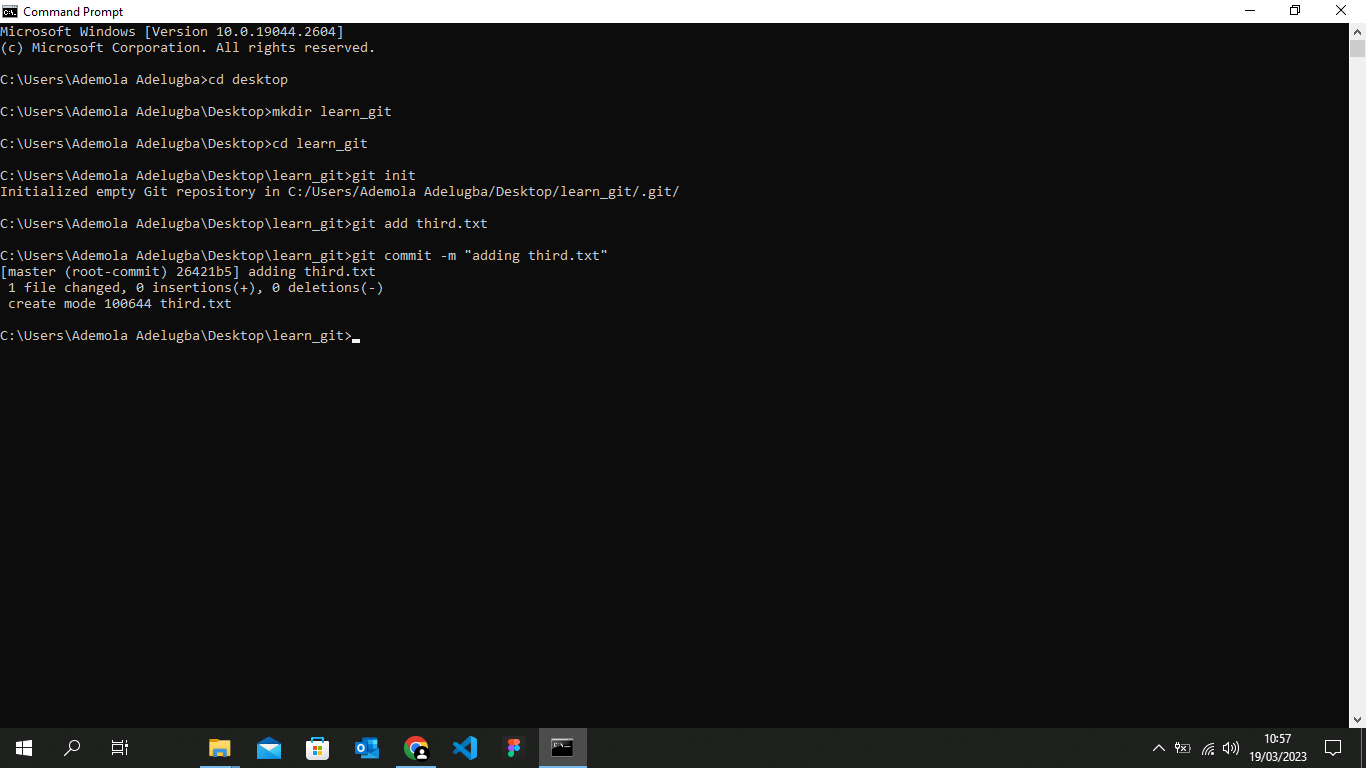 Command Prompt
Microsoft Windows [Version 10.0.19044.2604]
(c) Microsoft Corporation. All rights reserved.
C:\Users\Ademola Adelugba>cd desktop
C:\Users\Ademola Adelugba\Desktop>mkdir learn_git
C:\Users\Ademola Adelugba\Desktop>cd learn_git
C:\Users\Ademola Adelugba\Desktop\learn_git>git init
Initialized empty Git repository in C:/Users/Ademola Adelugba/Desktop/learn_git/.git/
C:\Users\Ademola Adelugba\Desktop\learn_git>git add third.txt
C:\Users\Ademola Adelugba\Desktop\learn_git>git commit -m "adding third.txt"
[master (root-commit) 26421b5] adding third.txt
 1 file changed, 0 insertions(+), 0 deletions(-)
 create mode 100644 third.txt
C:\Users\Ademola Adelugba\Desktop\learn_git>
10:57
19/03/2023